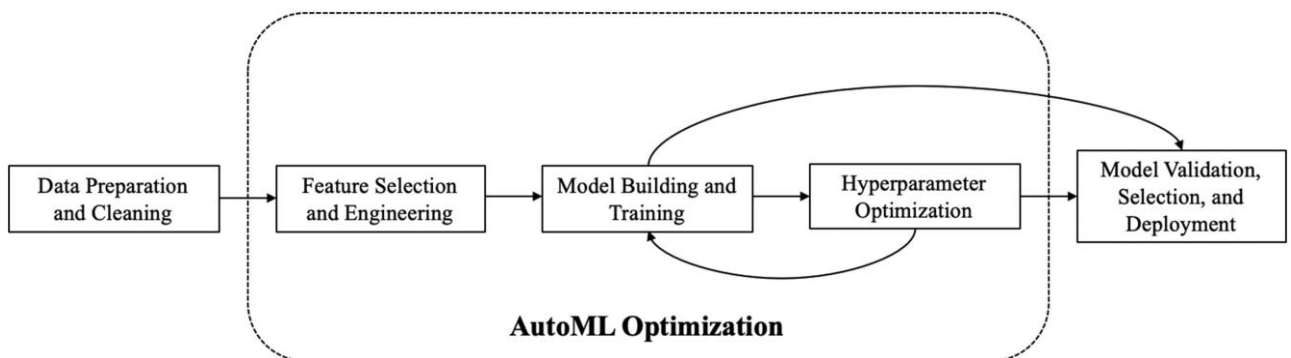 Data Preparation
and Cleaning
Feature Selection
and Engineering
Model Building and
Training
Hyperparameter
Optimization
Model Validation,
Selection, and
Deployment
AutoML Optimization